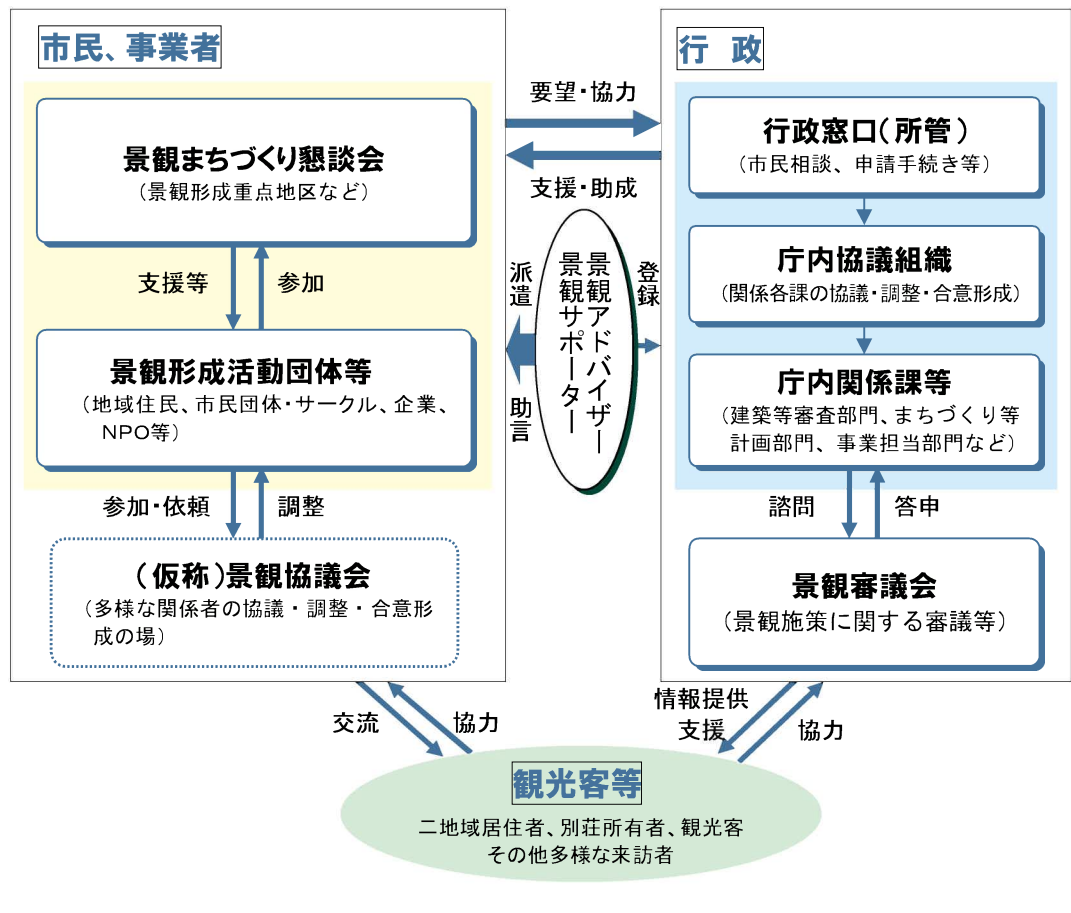 市民、事業者
景観まちづくり懇談会
（景観形成重点地区など）
支援等
参加
景観形成活動団体等
（地域住民、市民団体・サークル、企業、
NPO等）
参加・依頼
調整
（仮称）景観協議会
（多様な関係者の協議・調整・合意形
成の場）
要望・協力
支援・助成
派遣
助言
景観アドバイザー
景観サポーター
登録
行　政
行政窓口（所管）
（市民相談、申請手続き等）
庁内協議組織
（関係各課の協議・調整・合意形成）
庁内関係課等
（建築等審査部門、まちづくり等
計画部門、事業担当部門など）
諮問
答申
景観審議会
（景観施策に関する審議等）
交流
協力
情報提供
支援
協力
観光客等
二地域居住者、別荘所有者、観光客
その他多様な来訪者